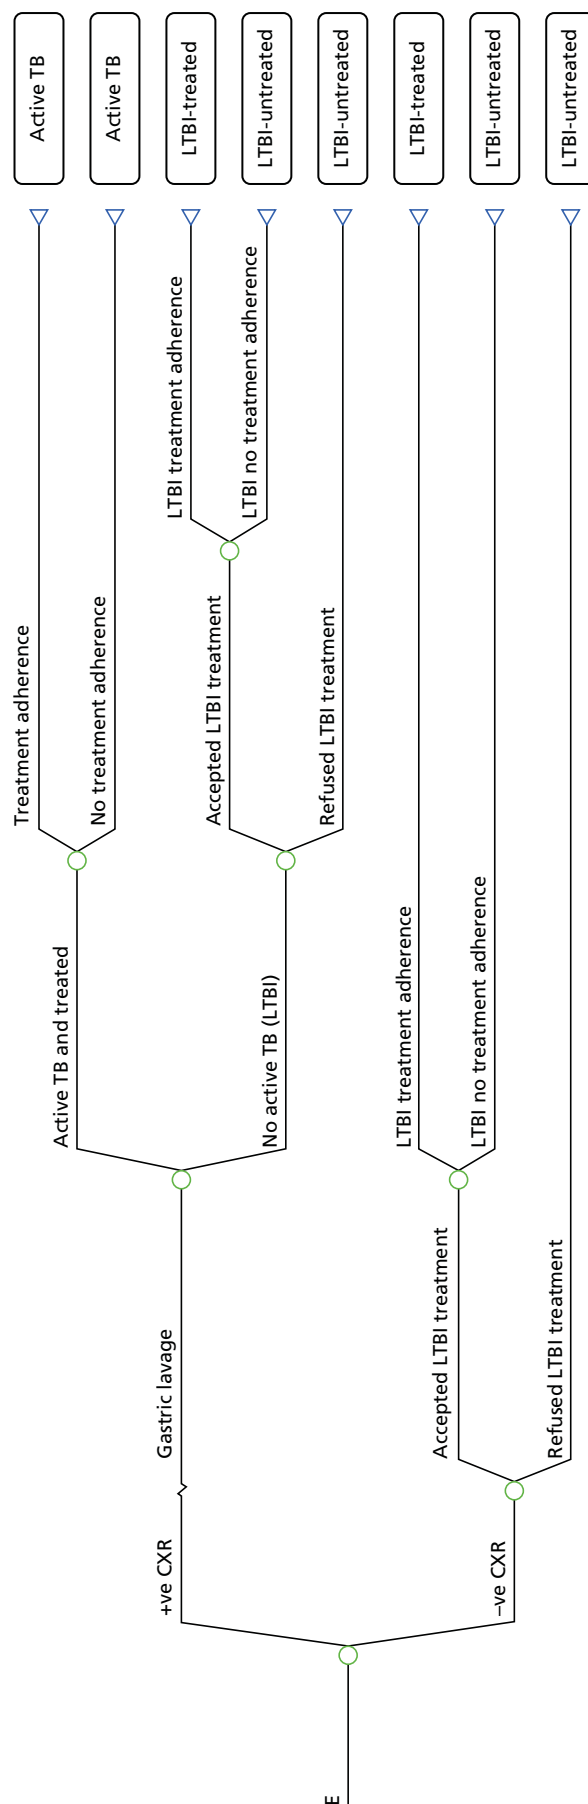 Treatment adherence
Active TB
Active TB and treated
No treatment adherence
Active TB
+ve CXR
Gastric lavage
LTBI treatment adherence
LTBI-treated
Accepted LTBI treatment
LTBI no treatment adherence
LTBI-untreated
No active TB (LTBI)
Refused LTBI treatment
LTBI-untreated
E
LTBI treatment adherence
LTBI-treated
Accepted LTBI treatment
LTBI no treatment adherence
LTBI-untreated
–ve CXR
Refused LTBI treatment
LTBI-untreated